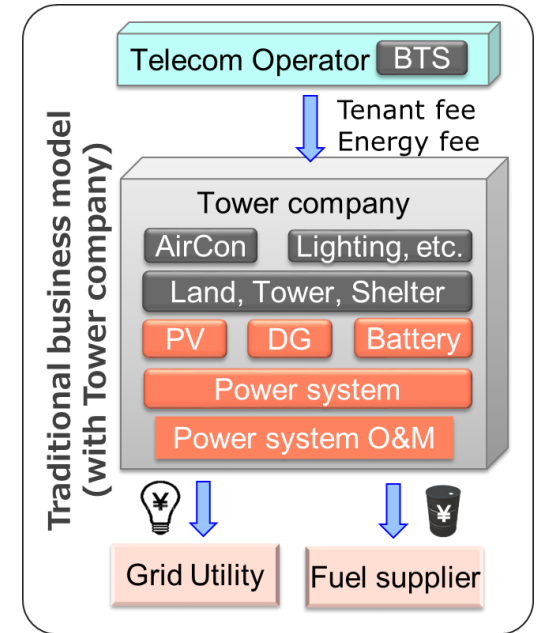 Traditional business model
(with Tower company)
Telecom Operator BTS
Tenant fee
Energy fee
Tower company
AirCon Lighting, etc.
Land, Tower, Shelter
PV DG Battery
Power system
Power system O&M
¥ ¥
Grid Utility Fuel supplier